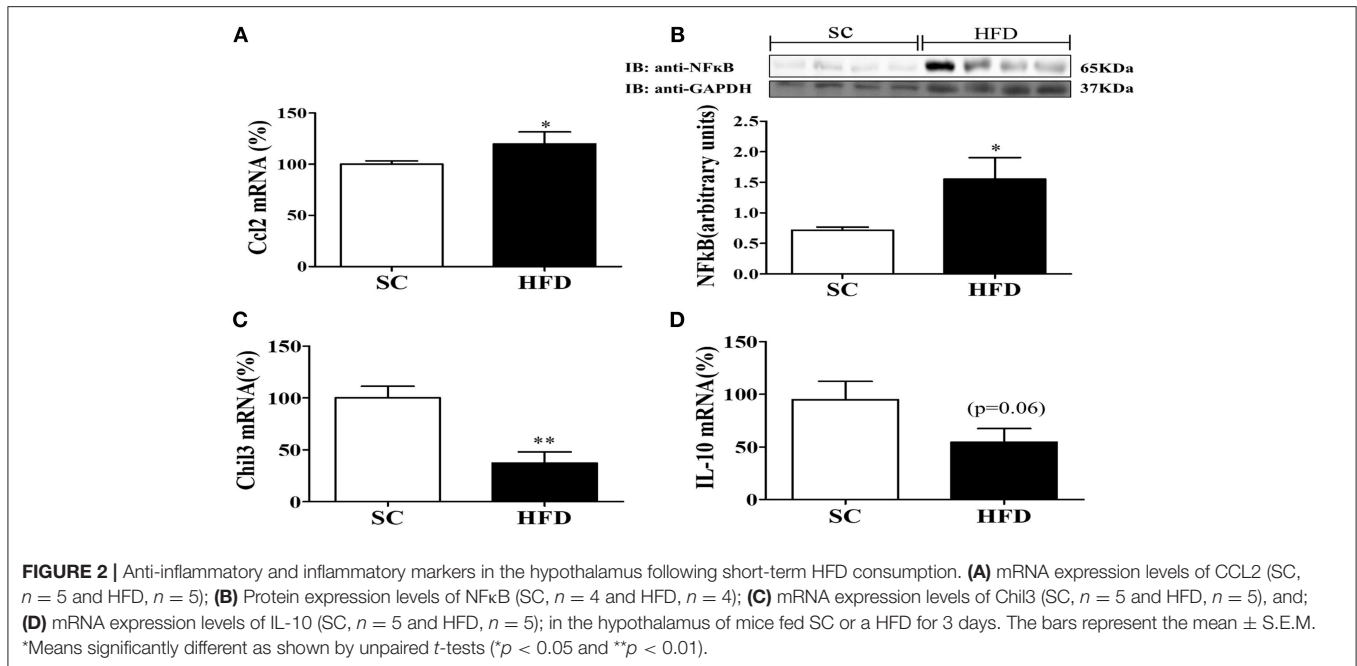 A
Ccl2 mRNA (%)
150
100
50
0
*
SC
HFD
B
SC
HFD
IB: anti-NFκB
65KDa
IB: anti-GAPDH
37KDa
NFkB(arbitrary units)
2.5
2.0
1.5
1.0
0.5
0.0
*
SC
HFD
C
Chil3 mRNA(%)
150
100
50
0
**
SC
HFD
D
IL-10 mRNA(%)
150
100
50
0
(p=0.06)
SC
HFD
FIGURE 2 | Anti-inflammatory and inflammatory markers in the hypothalamus following short-term HFD consumption. (A) mRNA expression levels of CCL2 (SC,
n = 5 and HFD, n = 5); (B) Protein expression levels of NFκB (SC, n = 4 and HFD, n = 4); (C) mRNA expression levels of Chil3 (SC, n = 5 and HFD, n = 5), and;
(D) mRNA expression levels of IL-10 (SC, n = 5 and HFD, n = 5); in the hypothalamus of mice fed SC or a HFD for 3 days. The bars represent the mean ± S.E.M.
*Means significantly different as shown by unpaired t-tests (*p < 0.05 and **p < 0.01).